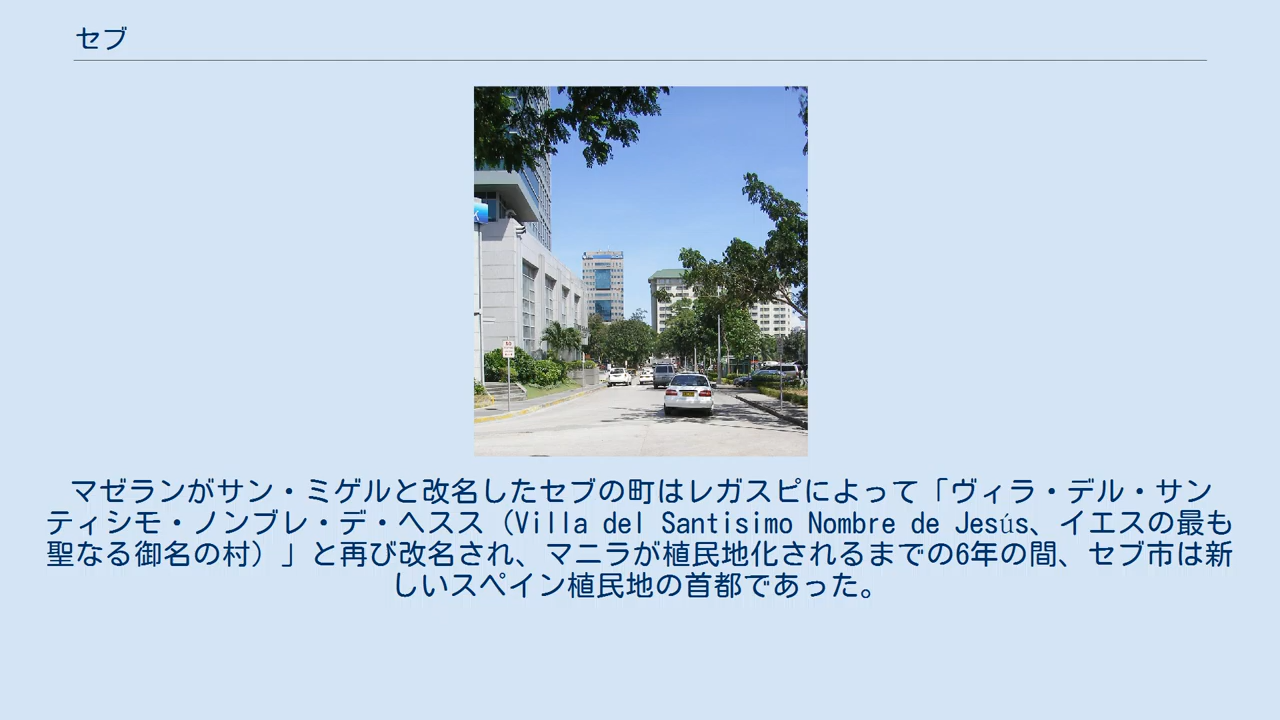 セブ
マゼランがサン・ミゲルと改名したセブの町はレガスピによって「ヴィラ・デル・サン
ティシモ・ノンブレ・デ・ヘスス（Villa del Santisimo Nombre de Jesús、イエスの最も
聖なる御名の村）」と再び改名され、マニラが植民地化されるまでの6年の間、セブ市は新
しいスペイン植民地の首都であった。